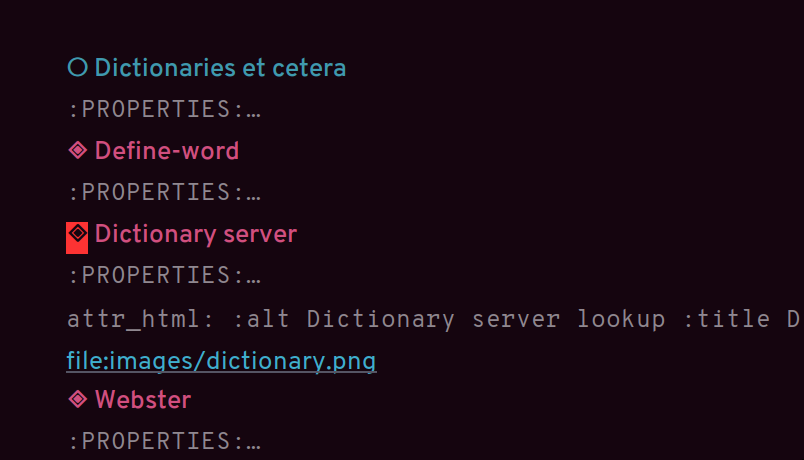 ○ Dictionaries et cetera
:PROPERTIES:…
◈ Define-word
:PROPERTIES:…
◈ Dictionary server
:PROPERTIES:…
attr_html: :alt Dictionary server lookup :title D
file:images/dictionary.png
◈ Webster
:PROPERTIES:…